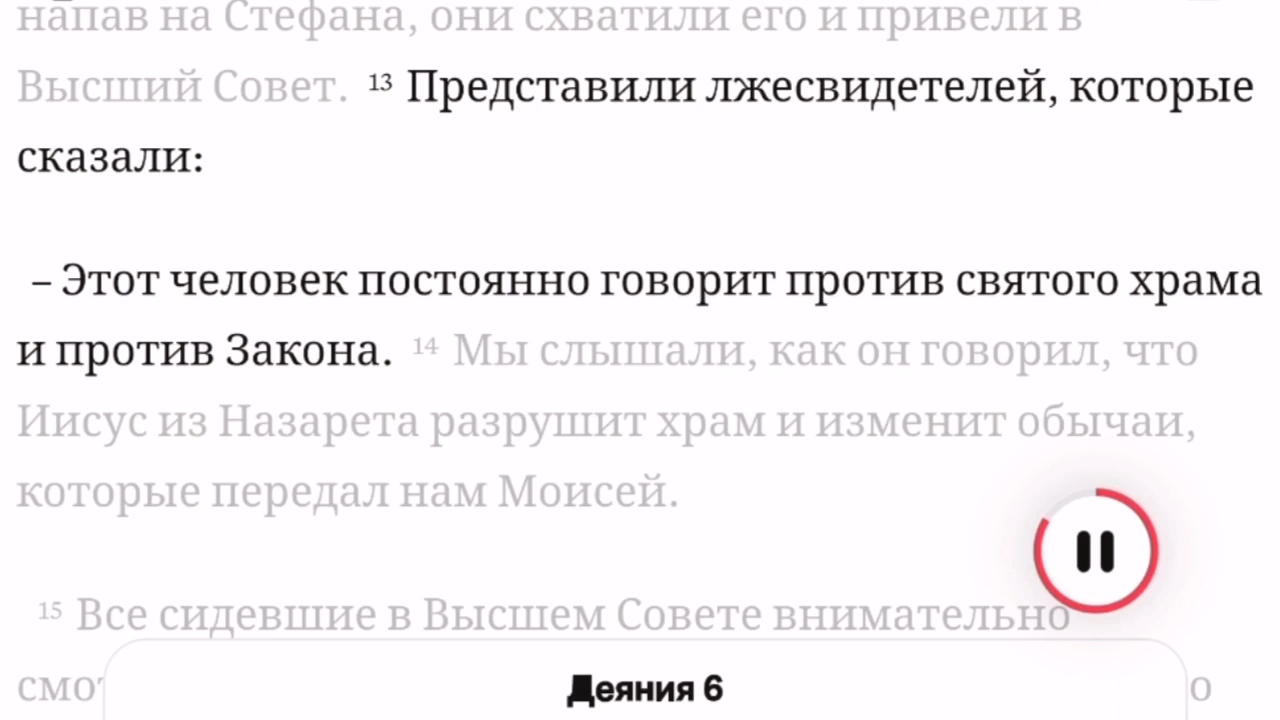 напав на Стефана, они схватили его и привели в
Высший Совет. 13 Представили лжесвидетелей, которые
сказали:
– Этот человек постоянно говорит против святого храма
и против Закона. 14 Мы слышали, как он говорил, что
Иисус из Назарета разрушит храм и изменит обычаи,
которые передал нам Моисей.
15 Все сидевшие в Высшем Совете внимательно
Деяния 6